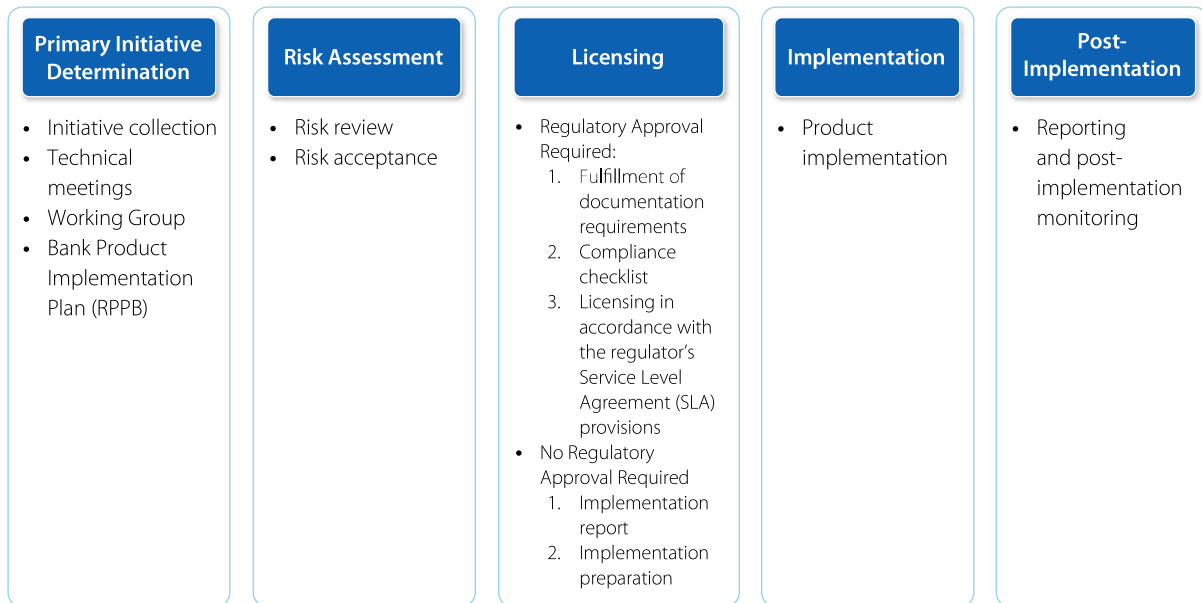 Primary Initiative
Determination
• Initiative collection
• Technical
meetings
• Working Group
• Bank Product
Implementation
Plan (RPPB)
Risk Assessment
• Risk review
• Risk acceptance
Licensing
• Regulatory Approval
Required:
1. Fulfillment of
documentation
requirements
2. Compliance
checklist
3. Licensing in
accordance with
the regulator’s
Service Level
Agreement (SLA)
provisions
• No Regulatory
Approval Required
1. Implementation
report
2. Implementation
preparation
Implementation
• Product
implementation
Post-
Implementation
• Reporting
and post-
implementation
monitoring